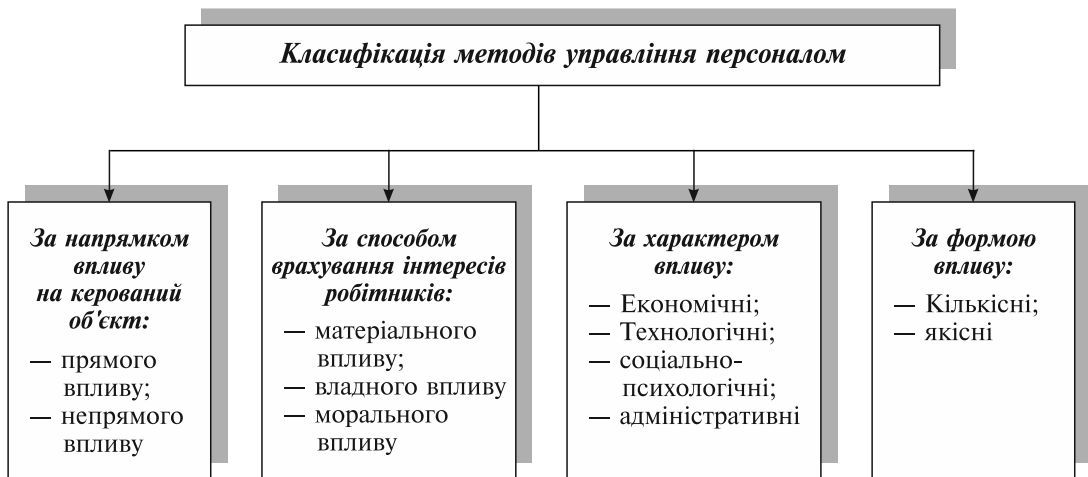 Класифікація методів управління персоналом
За напрямком
впливу
на керований
об'єкт:
— прямого
впливу;
— непрямого
впливу
За способом
врахування інтересів
робітників:
— матеріального
впливу;
— владного впливу
— морального
впливу
За характером
впливу:
— Економічні;
— Технологічні;
— соціально-
психологічні;
— адміністративні
За формою
впливу:
— Кількісні;
— якісні